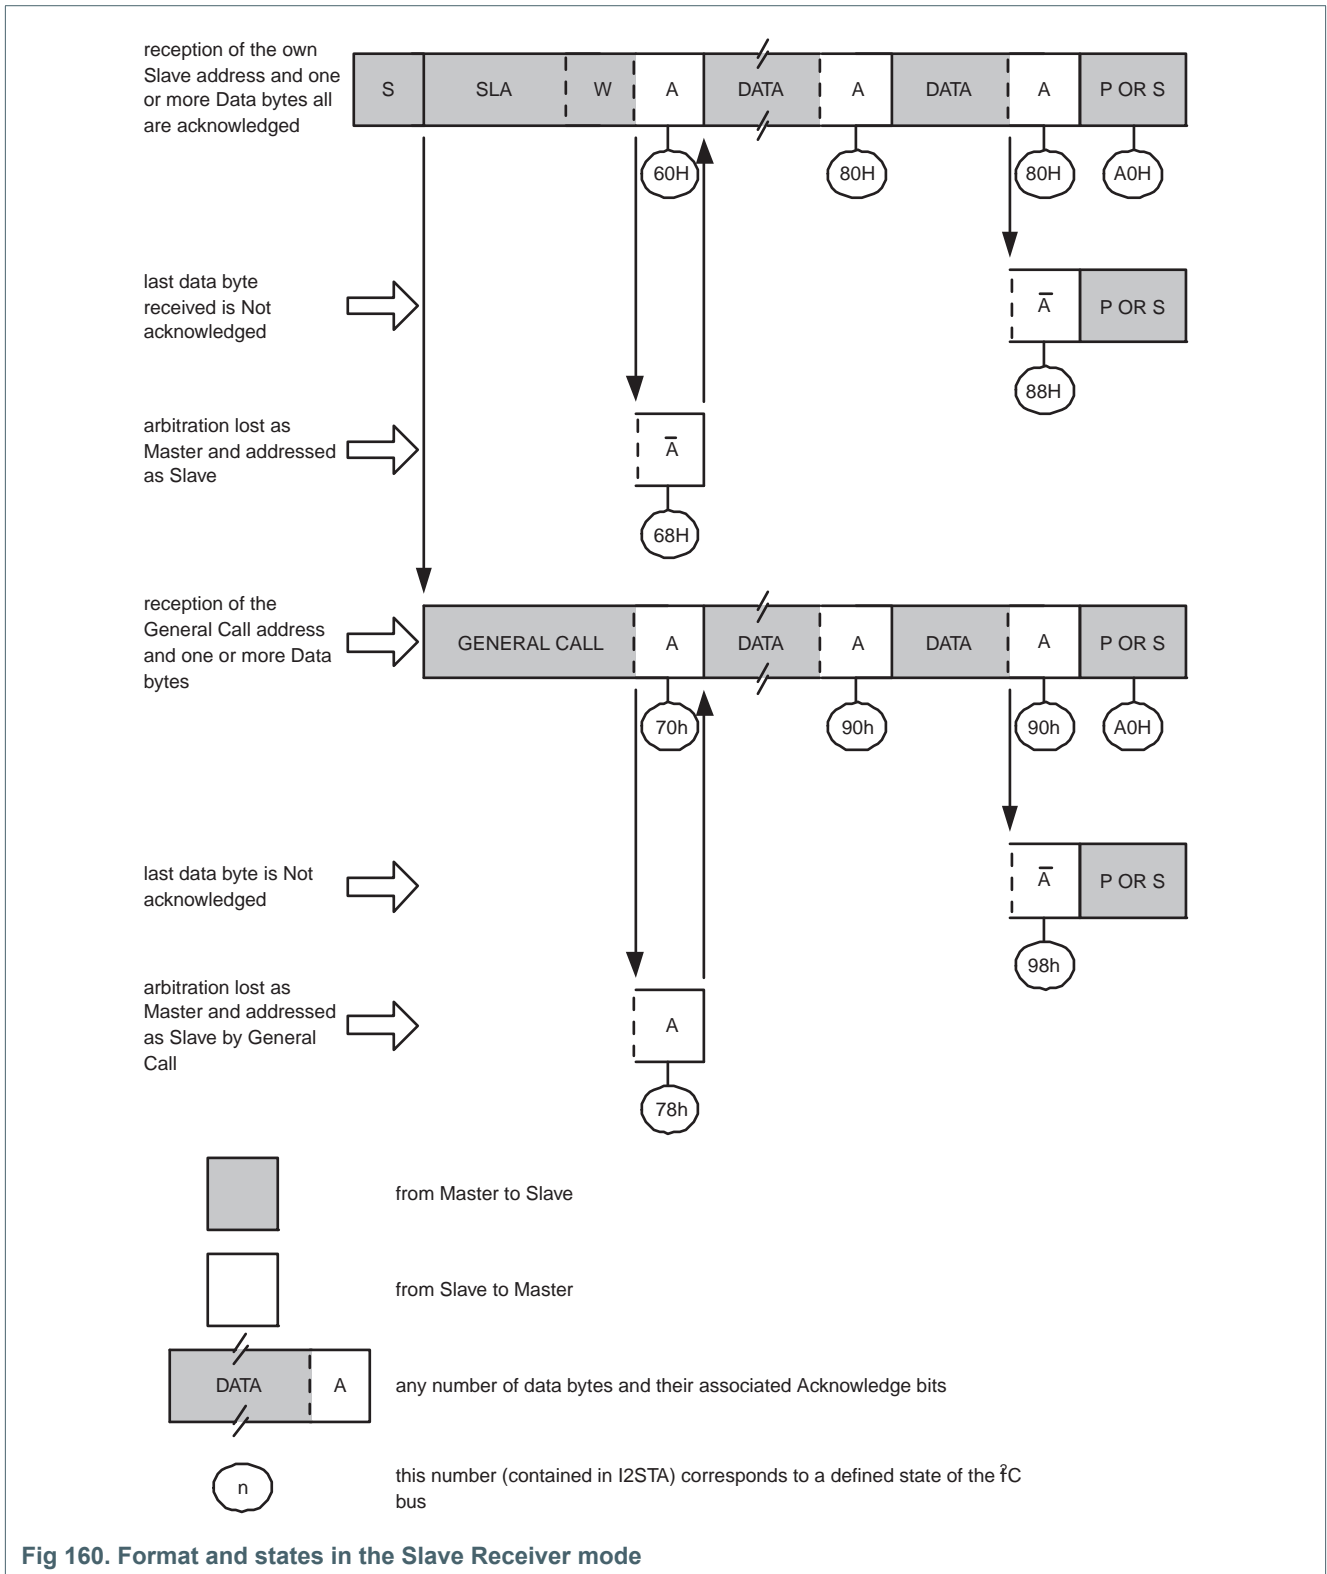 reception of the own
Slave address and one
or more Data bytes all
are acknowledged
S SLA W A DATA A DATA A P OR S
60H 80H 80H A0H
last data byte
received is Not
acknowledged
A̅ P OR S
88H
arbitration lost as
Master and addressed
as Slave
A̅
68H
reception of the
General Call address
and one or more Data
bytes
GENERAL CALL A DATA A DATA A P OR S
70h 90h 90h A0H
last data byte is Not
acknowledged
A̅ P OR S
98h
arbitration lost as
Master and addressed
as Slave by General
Call
A
78h
from Master to Slave
from Slave to Master
DATA A any number of data bytes and their associated Acknowledge bits
n this number (contained in I2STA) corresponds to a defined state of the I²C
bus
Fig 160. Format and states in the Slave Receiver mode